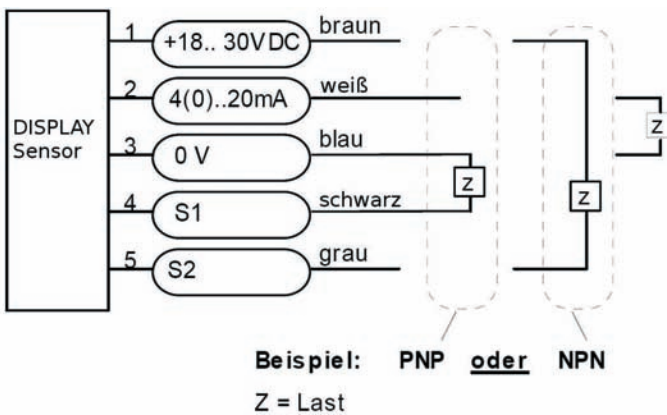 1 +18.. 30VDC braun
2 4(0)..20mA weiß
DISPLAY
Sensor
3 0 V blau
4 S1 schwarz
5 S2 grau
Z
Z
Z
Beispiel: PNP oder NPN
Z = Last